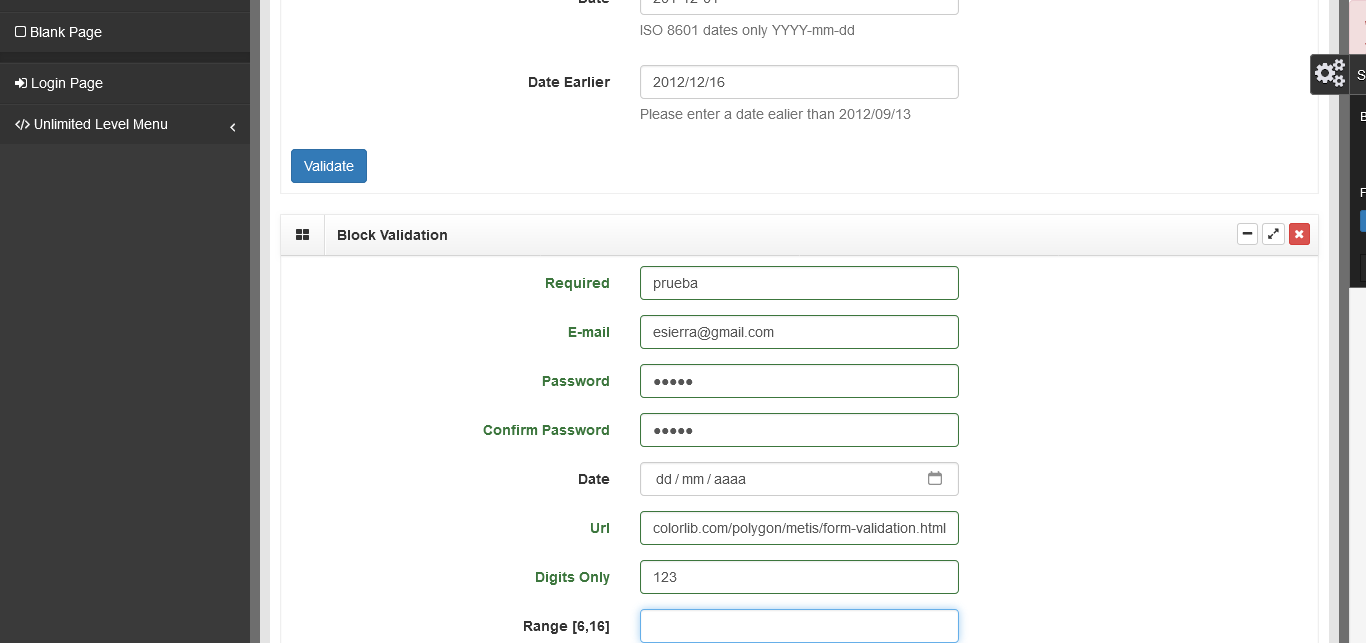 Blank Page
Login Page
Unlimited Level Menu
ISO 8601 dates only YYYY-mm-dd
Date Earlier
2012/12/16
Please enter a date ealier than 2012/09/13
Validate
Block Validation
Required
prueba
E-mail
esierra@gmail.com
Password
•••••
Confirm Password
•••••
Date
dd/mm/aaaa
Url
colorlib.com/polygon/metis/form-validation.html
Digits Only
123
Range [6,16]